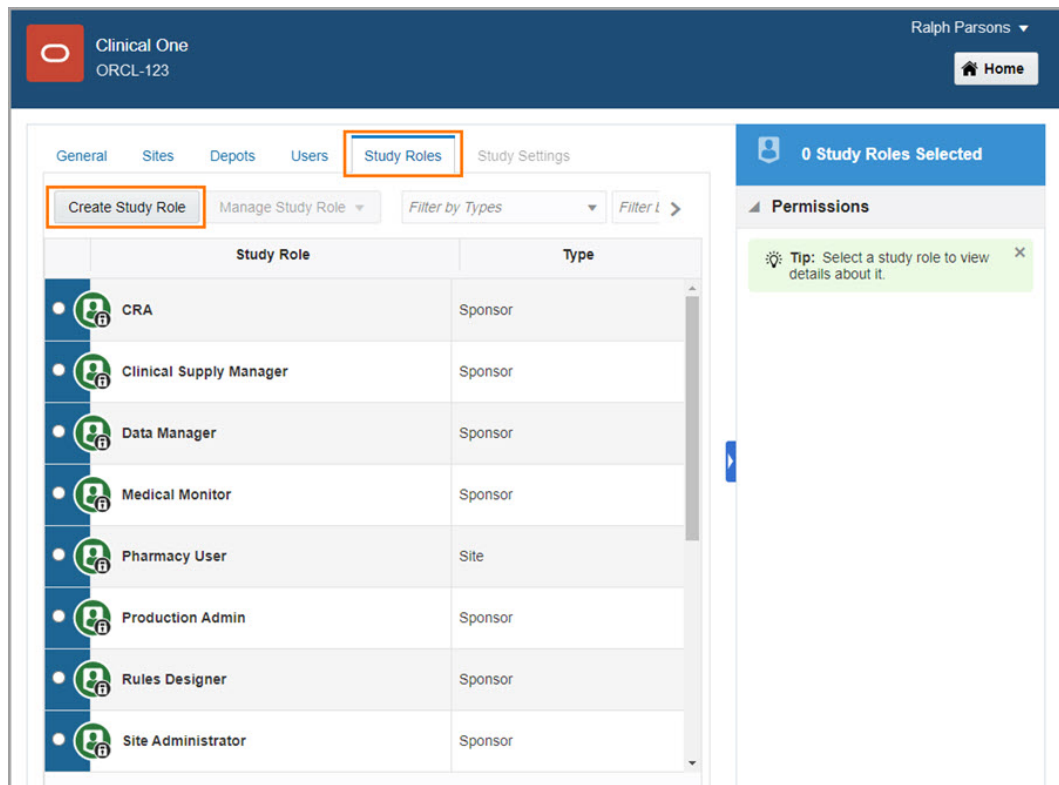 Ralph Parsons
Clinical One
ORCL-123
Home
General Sites Depots Users Study Roles Study Settings
0 Study Roles Selected
Create Study Role Manage Study Role Filter by Types Filter
Permissions
Tip: Select a study role to view
details about it.
Study Role Type
CRA Sponsor
Clinical Supply Manager Sponsor
Data Manager Sponsor
Medical Monitor Sponsor
Pharmacy User Site
Production Admin Sponsor
Rules Designer Sponsor
Site Administrator Sponsor